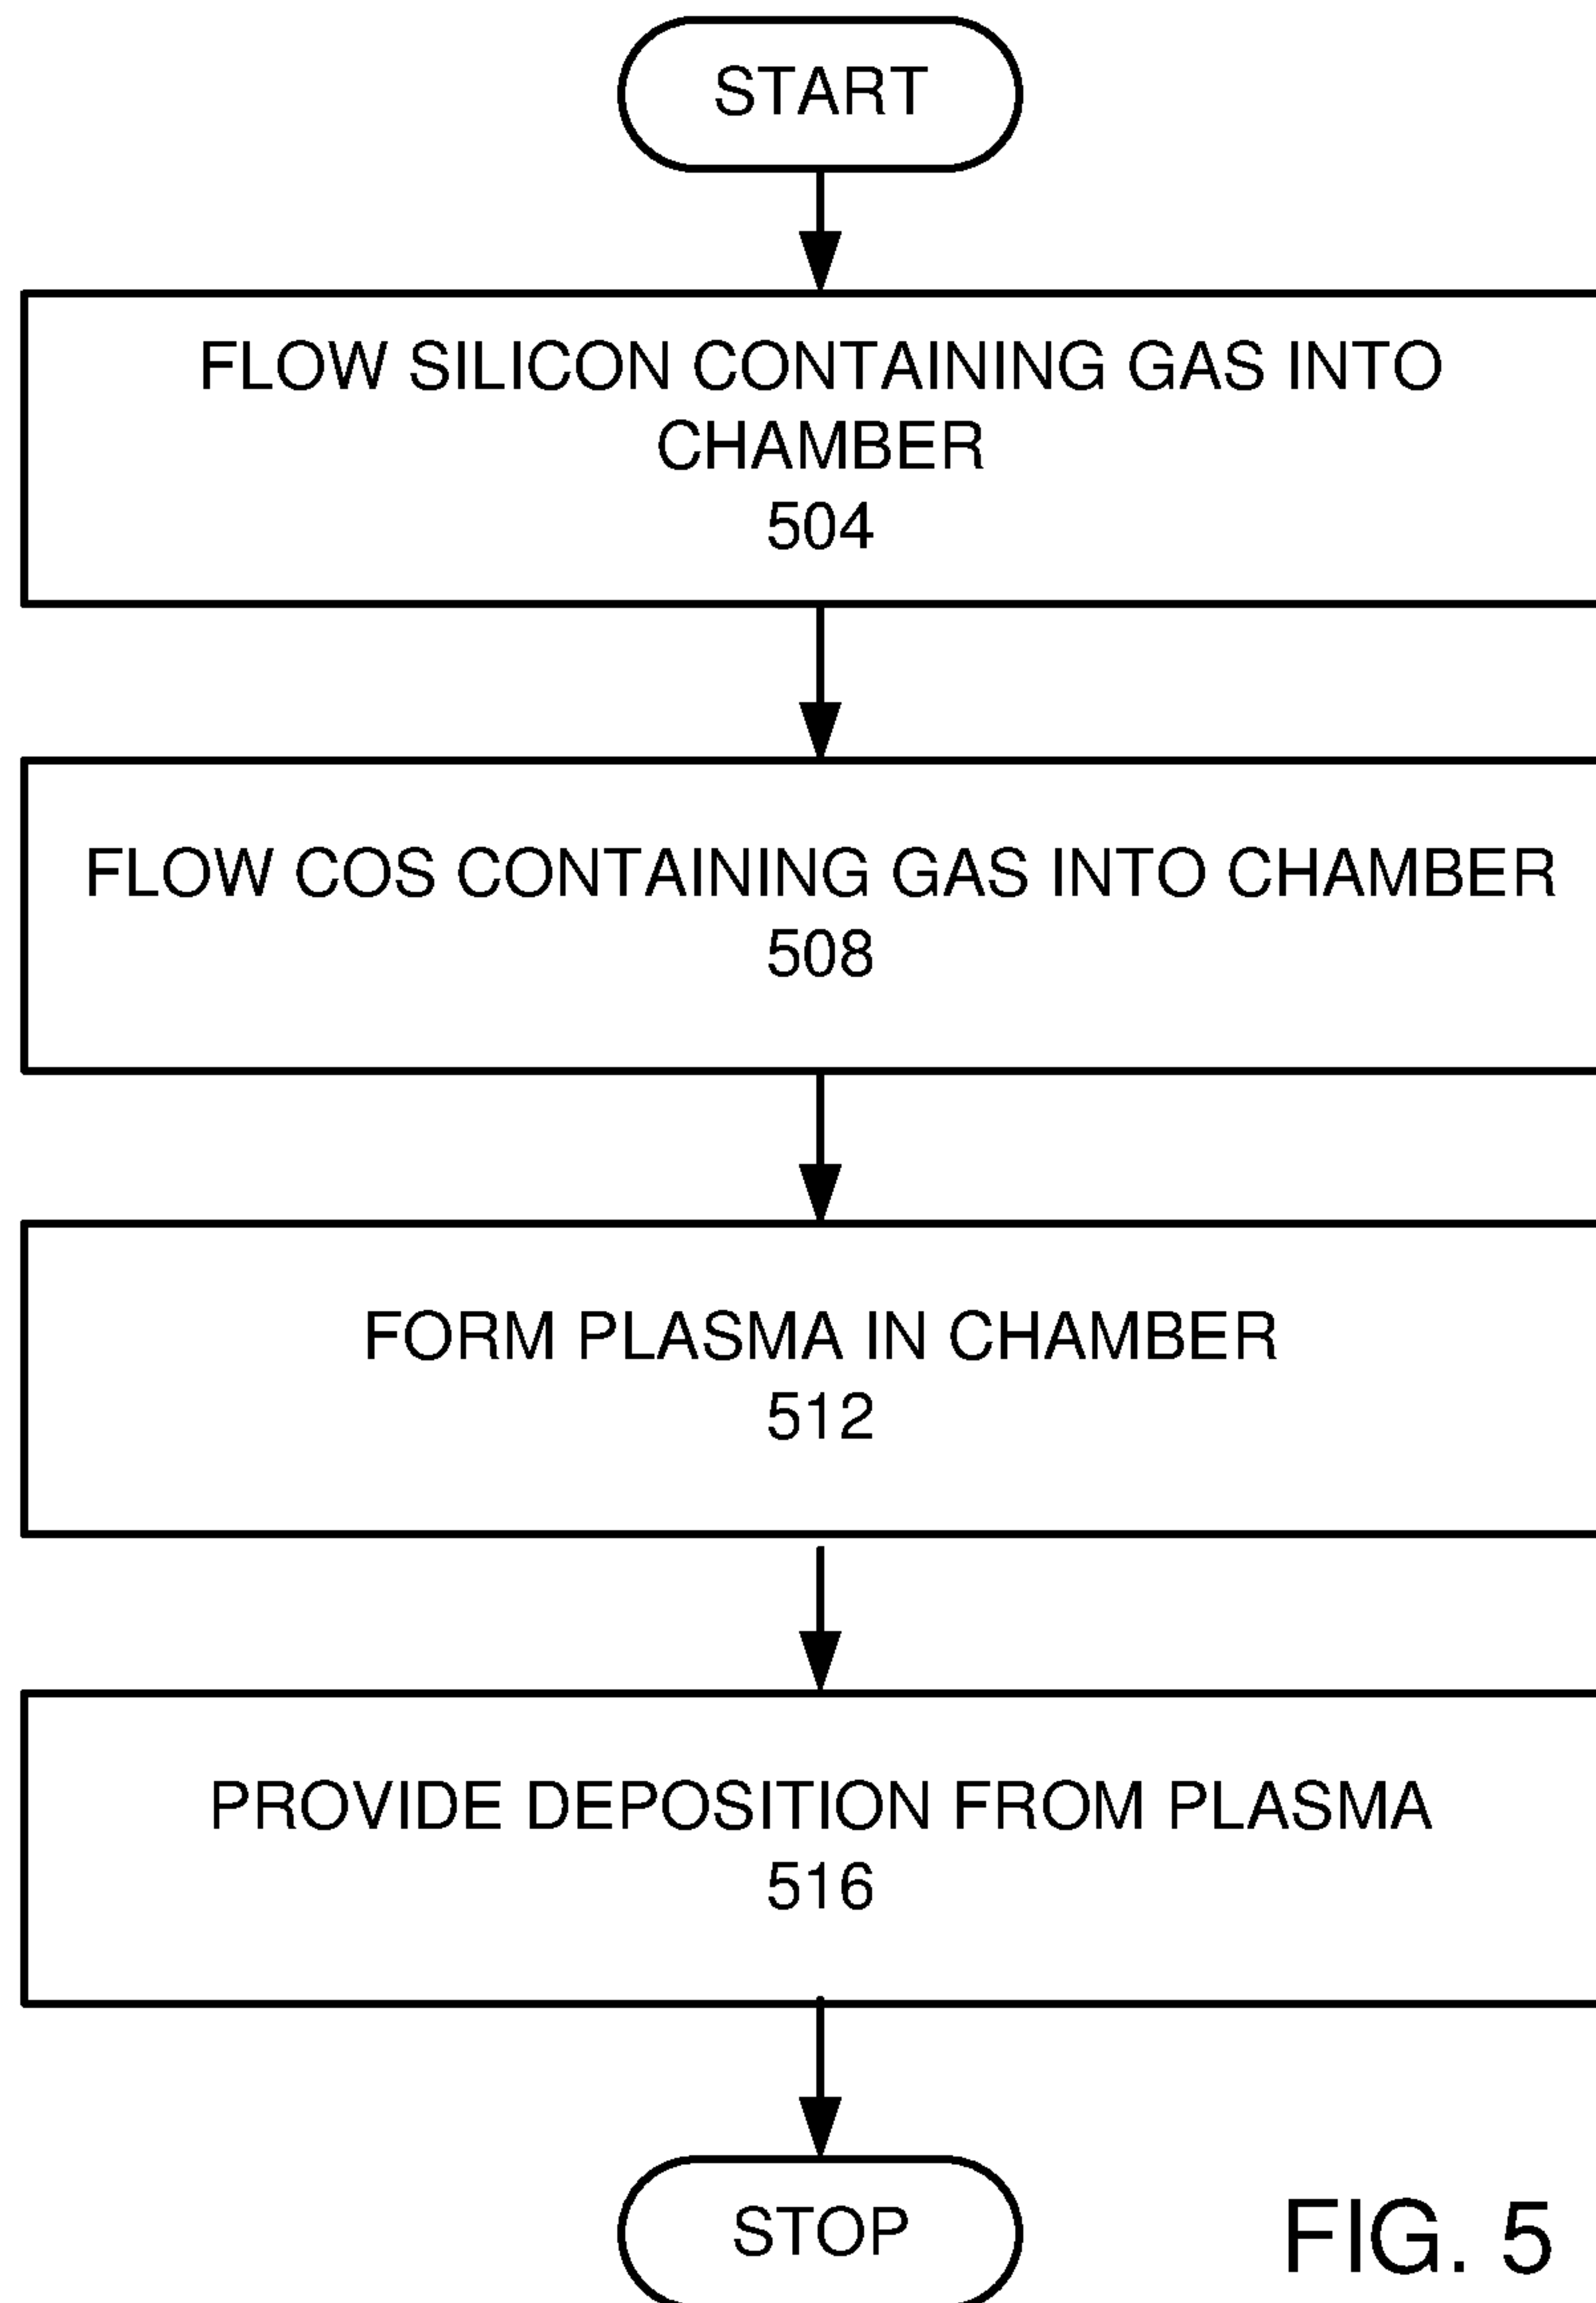 START
FLOW SILICON CONTAINING GAS INTO
CHAMBER
504
FLOW COS CONTAINING GAS INTO CHAMBER
508
FORM PLASMA IN CHAMBER
512
PROVIDE DEPOSITION FROM PLASMA
516
STOP
FIG. 5